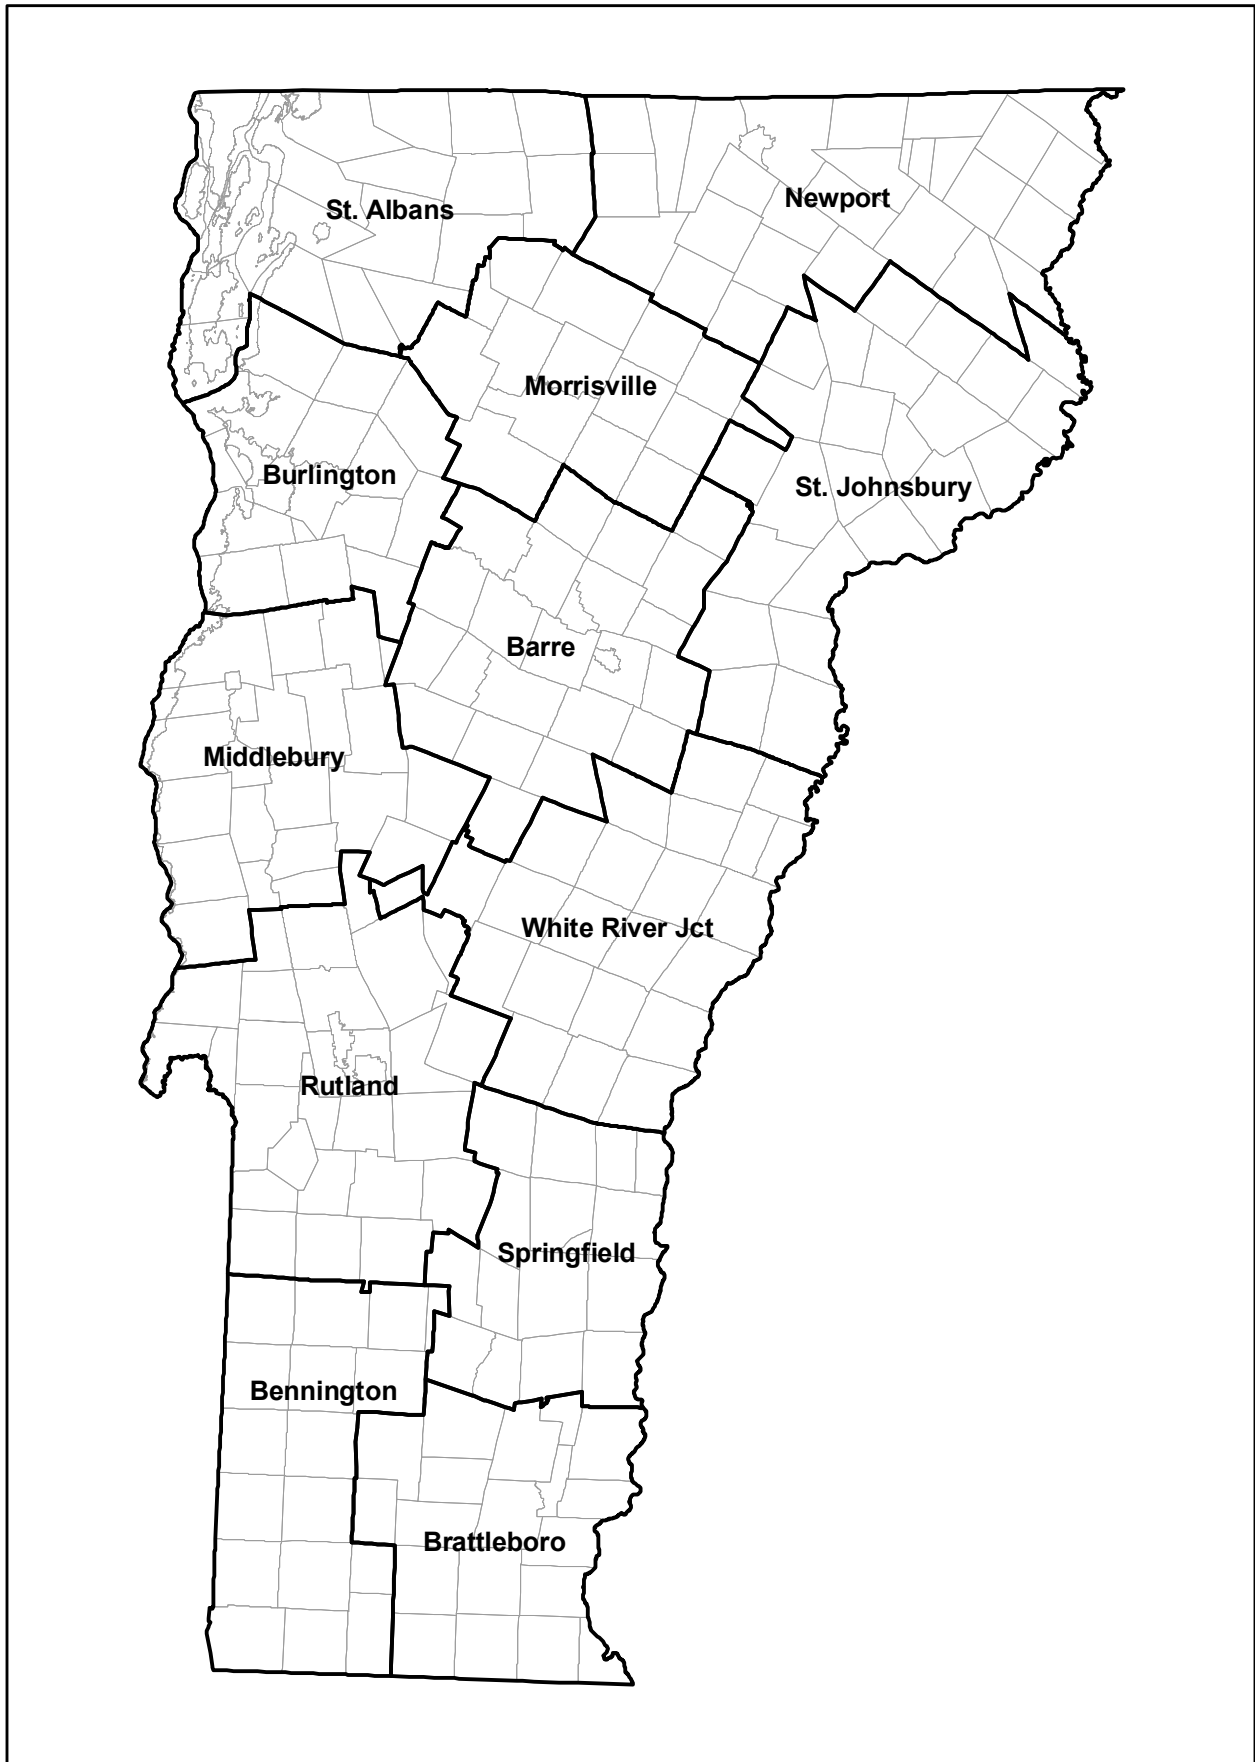 Newport
St. Albans
Morrisville
Burlington
St. Johnsbury
Barre
Middlebury
White River Jct
Rutland
Springfield
Bennington
Brattleboro